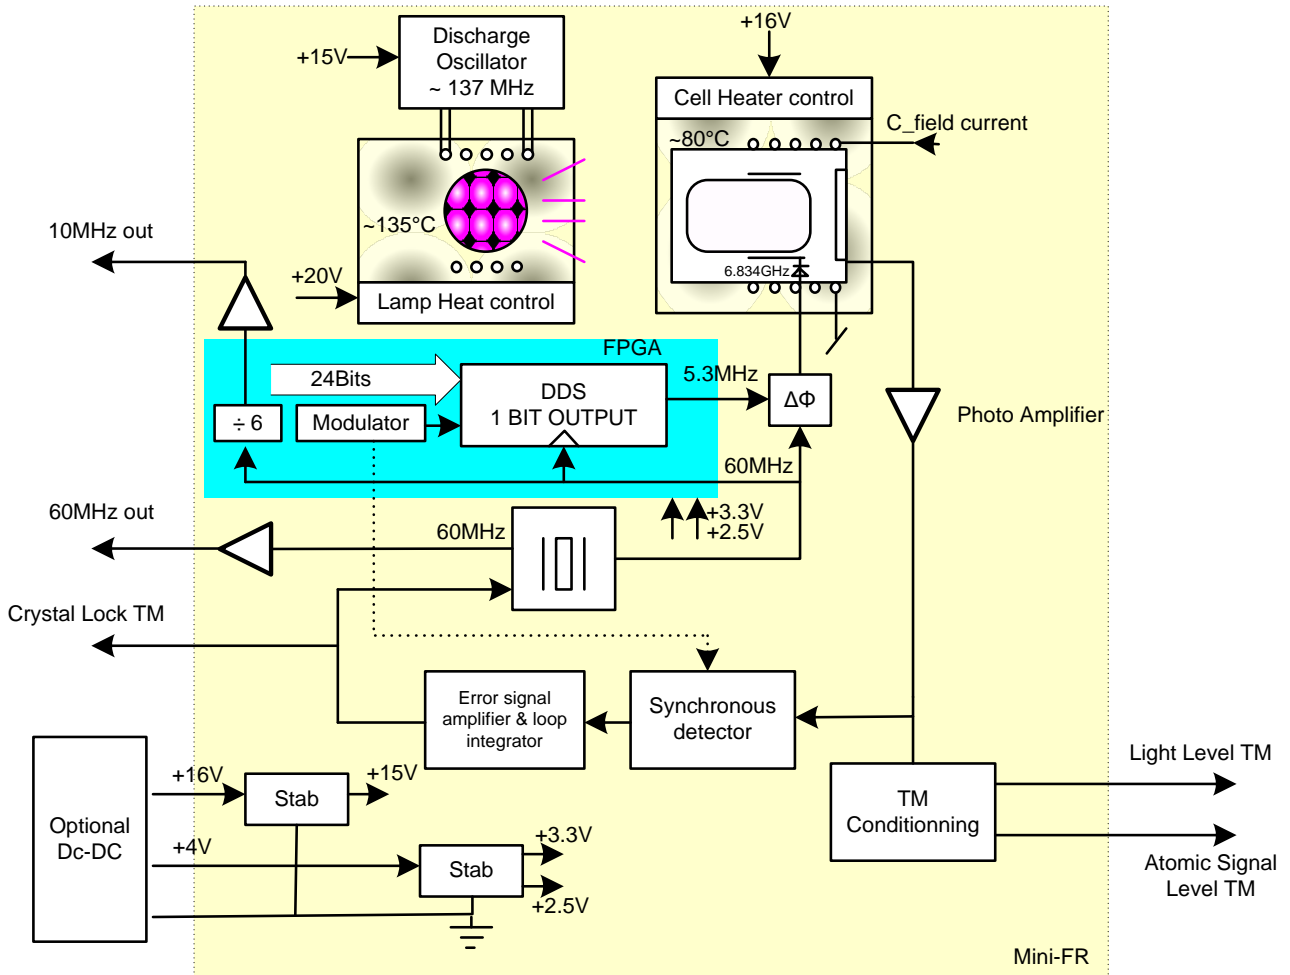 +16V
Discharge
Oscillator
~ 137 MHz
+15V
Cell Heater control
C_field current
~80°C
~135°C
10MHz out
6.834GHz
+20V
Lamp Heat control
FPGA
24Bits
5.3MHz
DDS
1 BIT OUTPUT
ΔΦ
÷ 6
Modulator
Photo Amplifier
60MHz
60MHz out
+3.3V
+2.5V
60MHz
Crystal Lock TM
Error signal
amplifier & loop
integrator
Synchronous
detector
Light Level TM
+16V
+15V
Stab
TM
Conditionning
Optional
Dc-DC
+4V
+3.3V
Stab
+2.5V
Atomic Signal
Level TM
Mini-FR